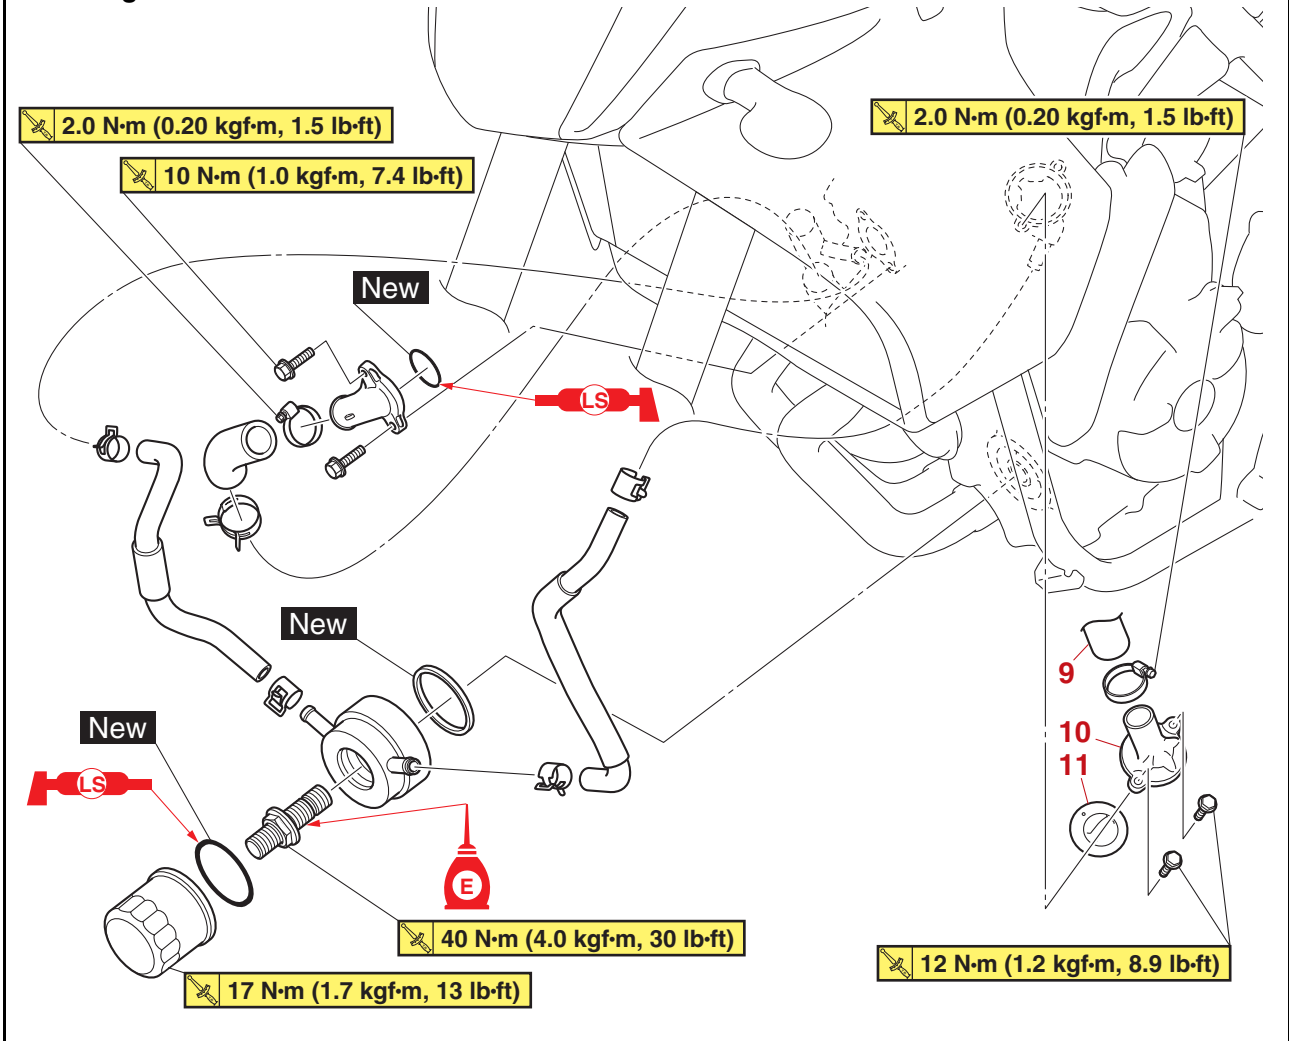 2.0 N·m (0.20 kgf·m, 1.5 lb·ft)
2.0 N·m (0.20 kgf·m, 1.5 lb·ft)
10 N·m (1.0 kgf·m, 7.4 lb·ft)
New
LS
New
9
New
10
11
LS
E
40 N·m (4.0 kgf·m, 30 lb·ft)
12 N·m (1.2 kgf·m, 8.9 lb·ft)
17 N·m (1.7 kgf·m, 13 lb·ft)